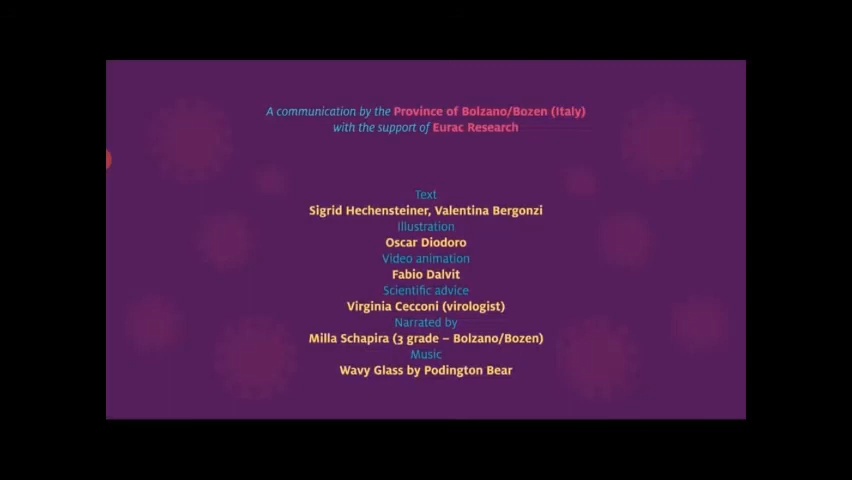 A communication by the Province of Bolzano/Bozen (Italy)
with the support of Eurac Research
Text
Sigrid Hechensteiner, Valentina Bergonzi
Illustration
Oscar Diodoro
Video animation
Fabio Dalvit
Scientific advice
Virginia Cecconi (virologist)
Narrated by
Milla Schapira (3 grade – Bolzano/Bozen)
Music
Wavy Glass by Podington Bear